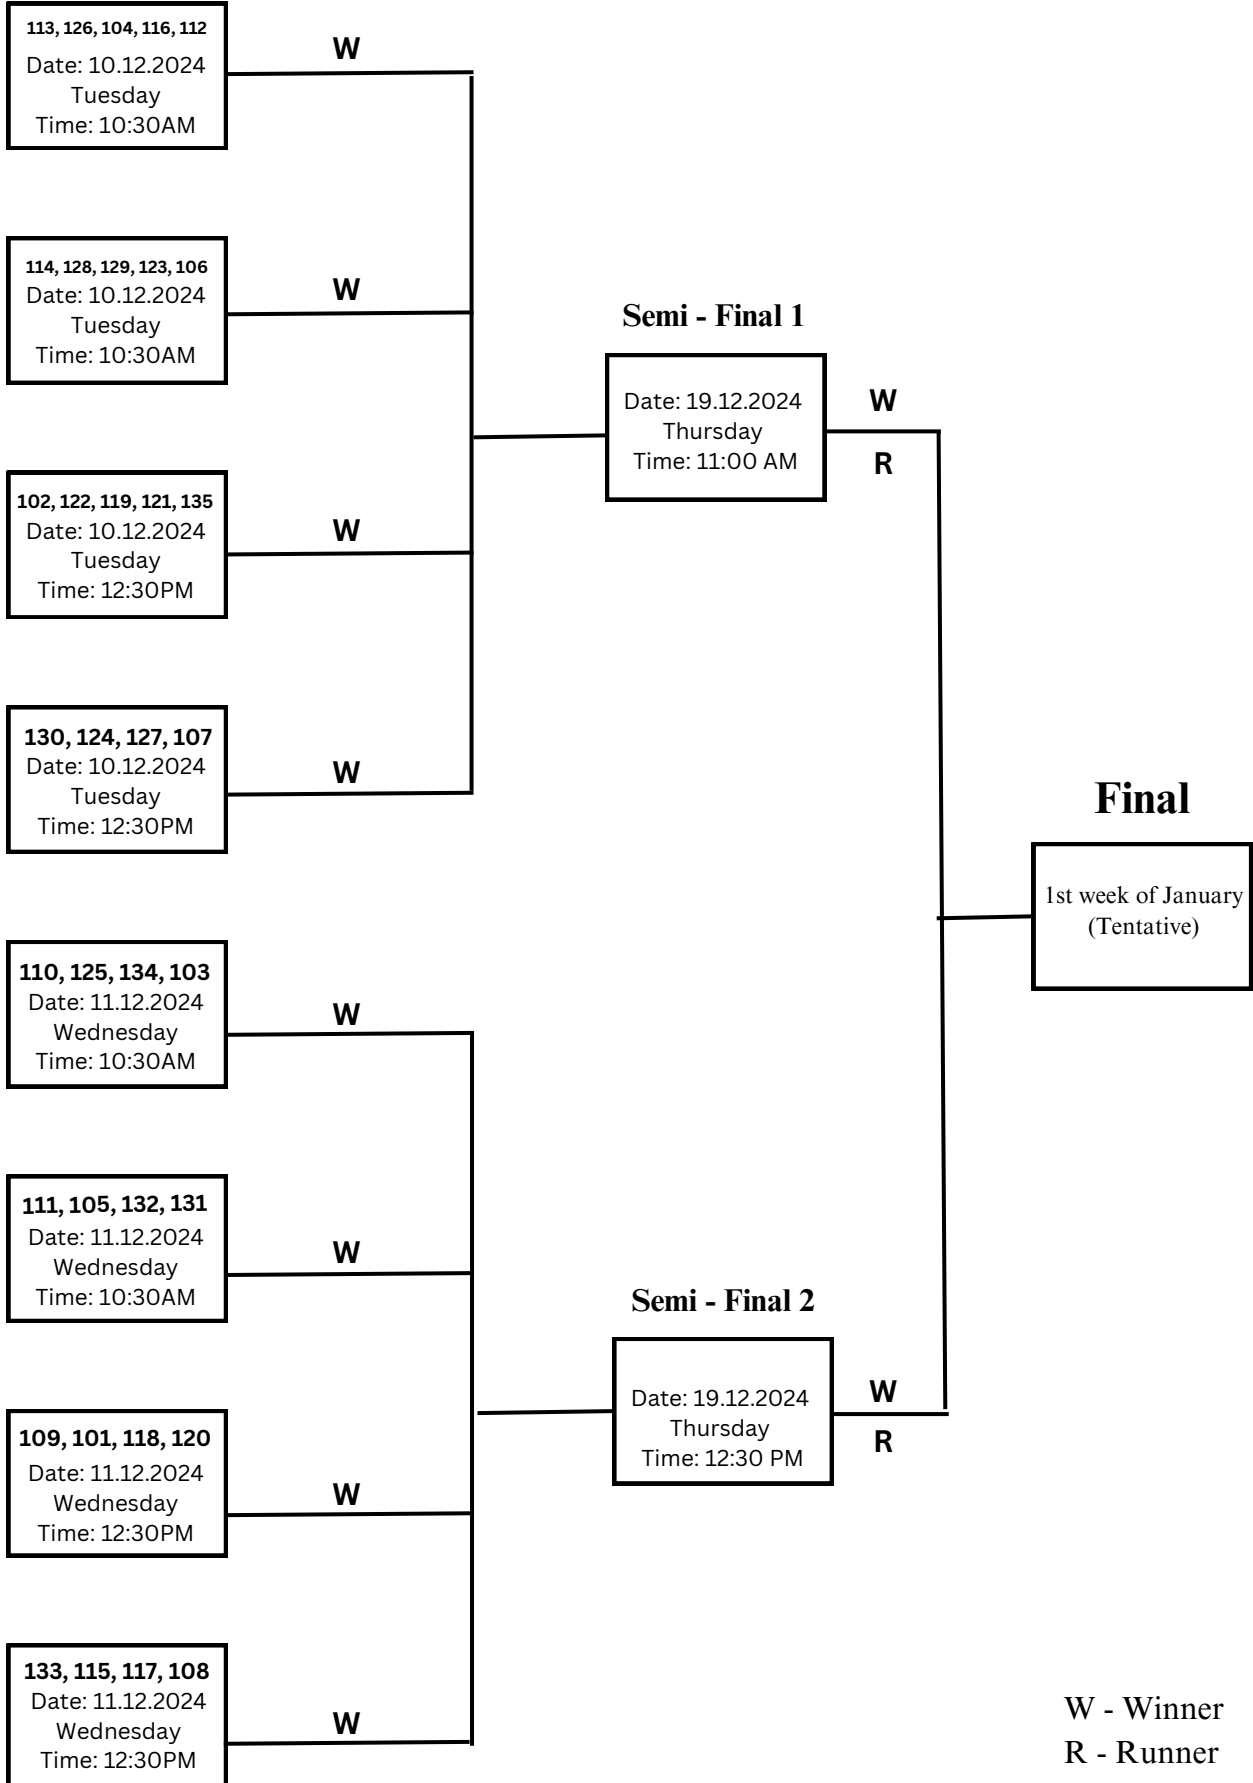 113, 126, 104, 116, 112
Date: 10.12.2024
Tuesday
Time: 10:30AM
W
114, 128, 129, 123, 106
Date: 10.12.2024
Tuesday
Time: 10:30AM
W
102, 122, 119, 121, 135
Date: 10.12.2024
Tuesday
Time: 12:30PM
W
130, 124, 127, 107
Date: 10.12.2024
Tuesday
Time: 12:30PM
W
Semi - Final 1
Date: 19.12.2024
Thursday
Time: 11:00 AM
W
R
110, 125, 134, 103
Date: 11.12.2024
Wednesday
Time: 10:30AM
W
111, 105, 132, 131
Date: 11.12.2024
Wednesday
Time: 10:30AM
W
109, 101, 118, 120
Date: 11.12.2024
Wednesday
Time: 12:30PM
W
133, 115, 117, 108
Date: 11.12.2024
Wednesday
Time: 12:30PM
W
Semi - Final 2
Date: 19.12.2024
Thursday
Time: 12:30 PM
W
R
Final
1st week of January
(Tentative)
W - Winner
R - Runner